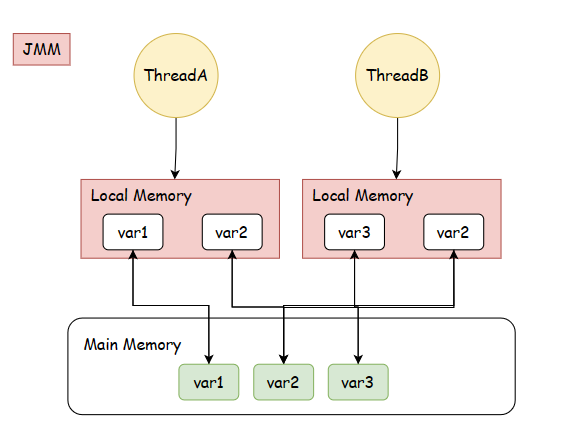 JMM
ThreadA
ThreadB
Local Memory
var1
var2
Local Memory
var3
var2
Main Memory
var1
var2
var3